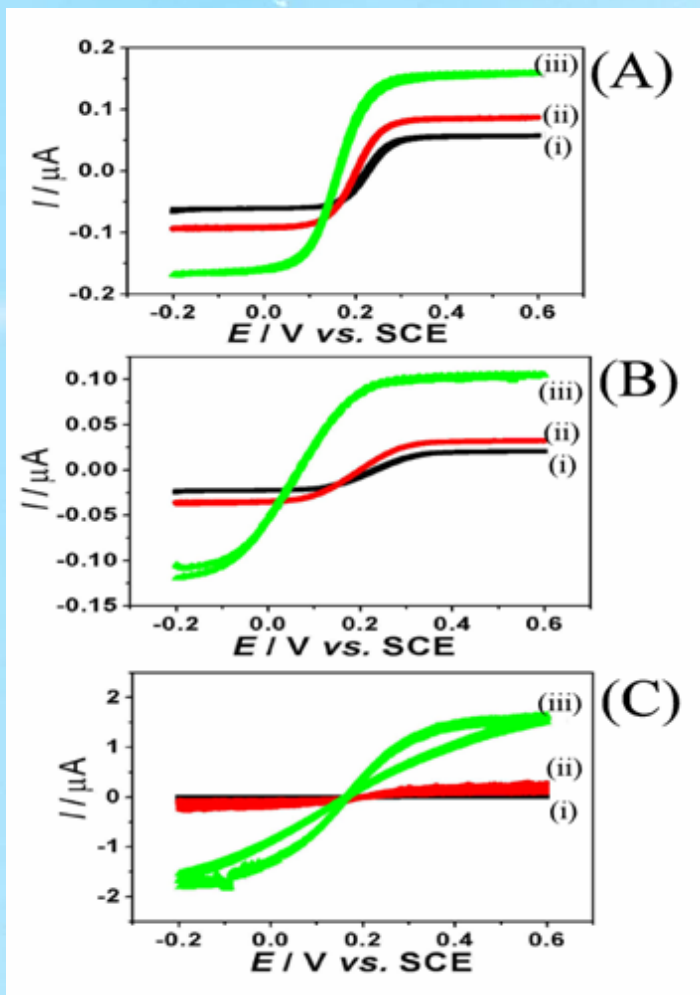 0.2
(iii)
(A)
0.1
(ii)
0.0
(i)
-0.1
-0.2
I / μA
-0.2 0.0 0.2 0.4 0.6
E / V vs. SCE
0.10
(iii)
(B)
0.05
(ii)
0.00
(i)
-0.05
-0.10
-0.15
I / μA
-0.2 0.0 0.2 0.4 0.6
E / V vs. SCE
2
(iii)
(C)
1
(ii)
0
(i)
-1
-2
I / μA
-0.2 0.0 0.2 0.4 0.6
E / V vs. SCE